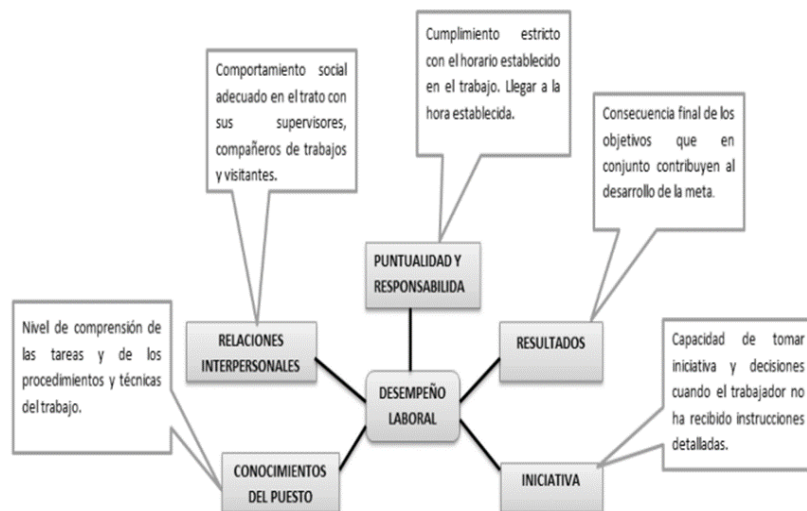 Cumplimiento estricto
con el horario establecido
en el trabajo. Llegar a la
hora establecida.
Comportamiento social
adecuado en el trato con
sus supervisores,
compañeros de trabajos
y visitantes.
Consecuencia final de los
objetivos que en
conjunto contribuyen al
desarrollo de la meta.
PUNTUALIDAD Y
RESPONSABILIDA
Nivel de comprensión de
las tareas y de los
procedimientos y técnicas
del trabajo.
RELACIONES
INTERPERSONALES
RESULTADOS
Capacidad de tomar
iniciativa y decisiones
cuando el trabajador no
ha recibido instrucciones
detalladas.
DESEMPEÑO
LABORAL
CONOCIMIENTOS
DEL PUESTO
INICIATIVA